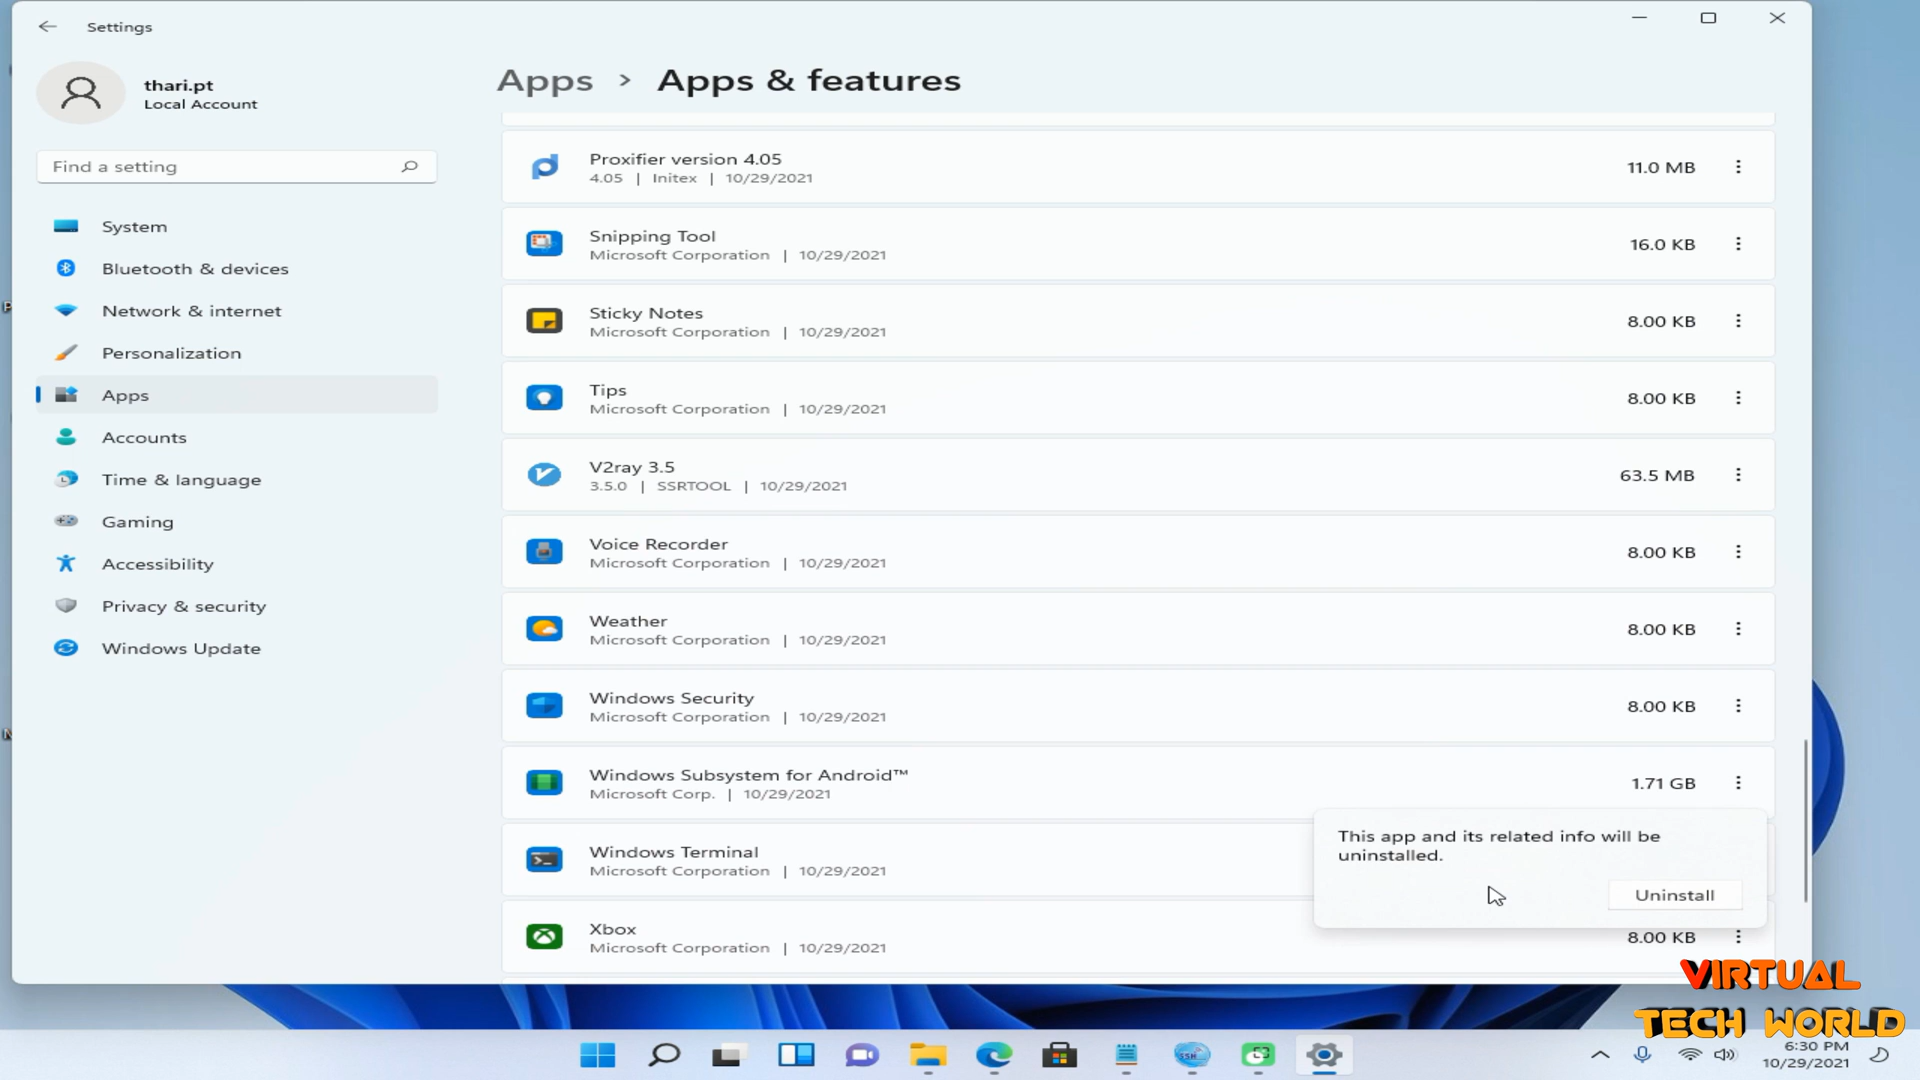 Settings
thari.pt
Local Account
Find a setting
System
Bluetooth & devices
Network & internet
Personalization
Apps
Accounts
Time & language
Gaming
Accessibility
Privacy & security
Windows Update
Apps > Apps & features
Proxifier version 4.05
4.05 | Initex | 10/29/2021
11.0 MB
Snipping Tool
Microsoft Corporation | 10/29/2021
16.0 KB
Sticky Notes
Microsoft Corporation | 10/29/2021
8.00 KB
Tips
Microsoft Corporation | 10/29/2021
8.00 KB
V2ray 3.5
3.5.0 | SSRTOOL | 10/29/2021
63.5 MB
Voice Recorder
Microsoft Corporation | 10/29/2021
8.00 KB
Weather
Microsoft Corporation | 10/29/2021
8.00 KB
Windows Security
Microsoft Corporation | 10/29/2021
8.00 KB
Windows Subsystem for Android™
Microsoft Corp. | 10/29/2021
1.71 GB
Windows Terminal
Microsoft Corporation | 10/29/2021
This app and its related info will be
uninstalled.
Uninstall
Xbox
Microsoft Corporation | 10/29/2021
8.00 KB
VIRTUAL
TECH WORLD
SSH
6:30 PM
10/29/2021